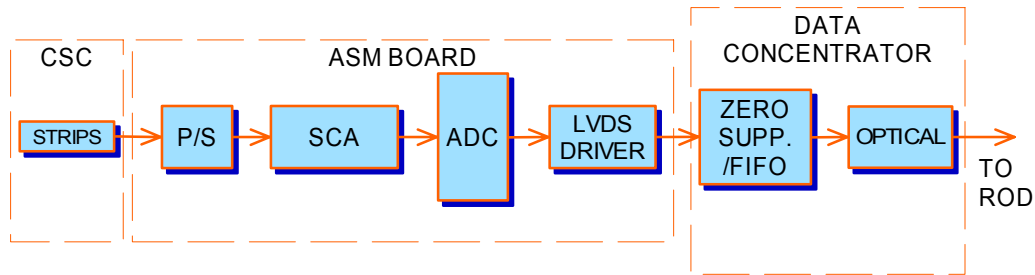 CSC
ASM BOARD
DATA
CONCENTRATOR
STRIPS
P/S
SCA
ADC
LVDS
DRIVER
ZERO
SUPP.
/FIFO
OPTICAL
TO
ROD